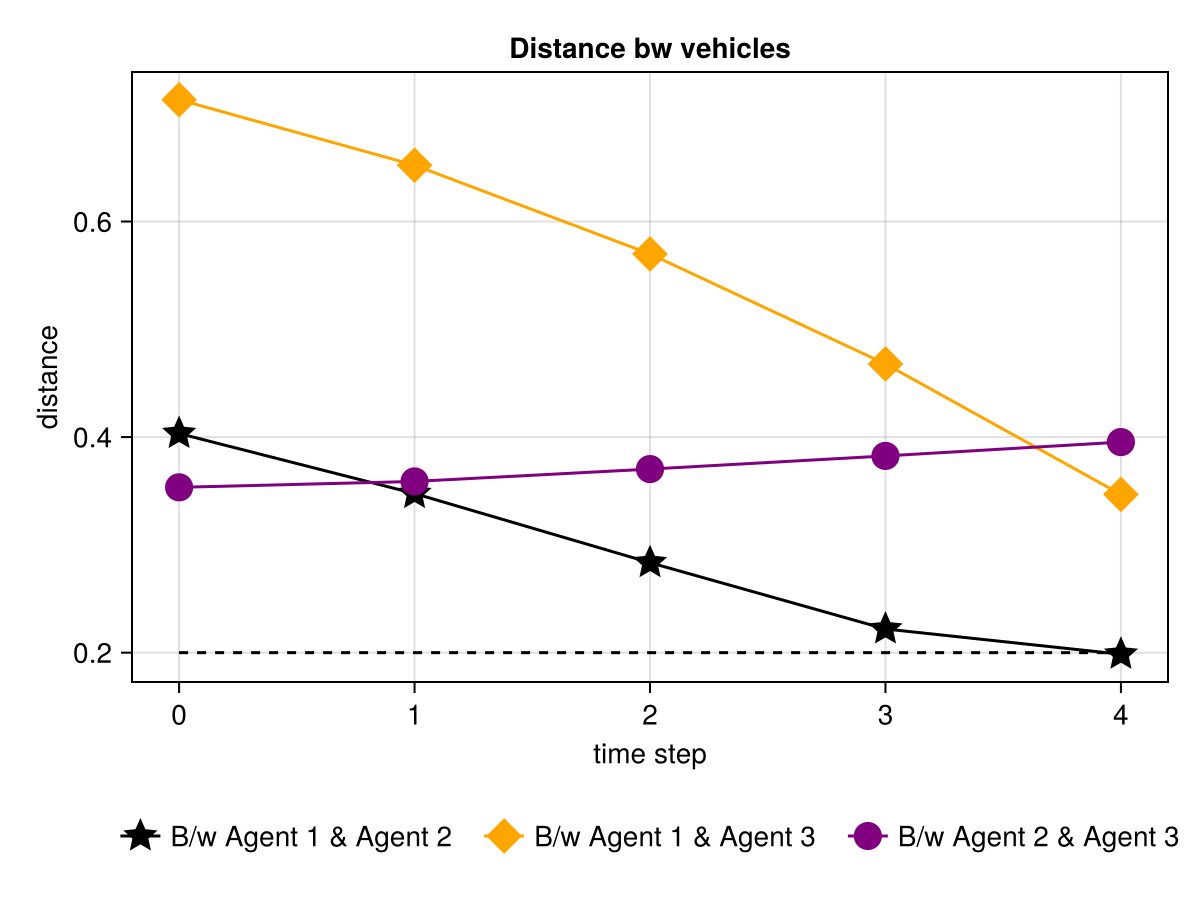 Distance bw vehicles
distance
0.6
0.4
0.2
0 1 2 3 4
time step
B/w Agent 1 & Agent 2 B/w Agent 1 & Agent 3 B/w Agent 2 & Agent 3